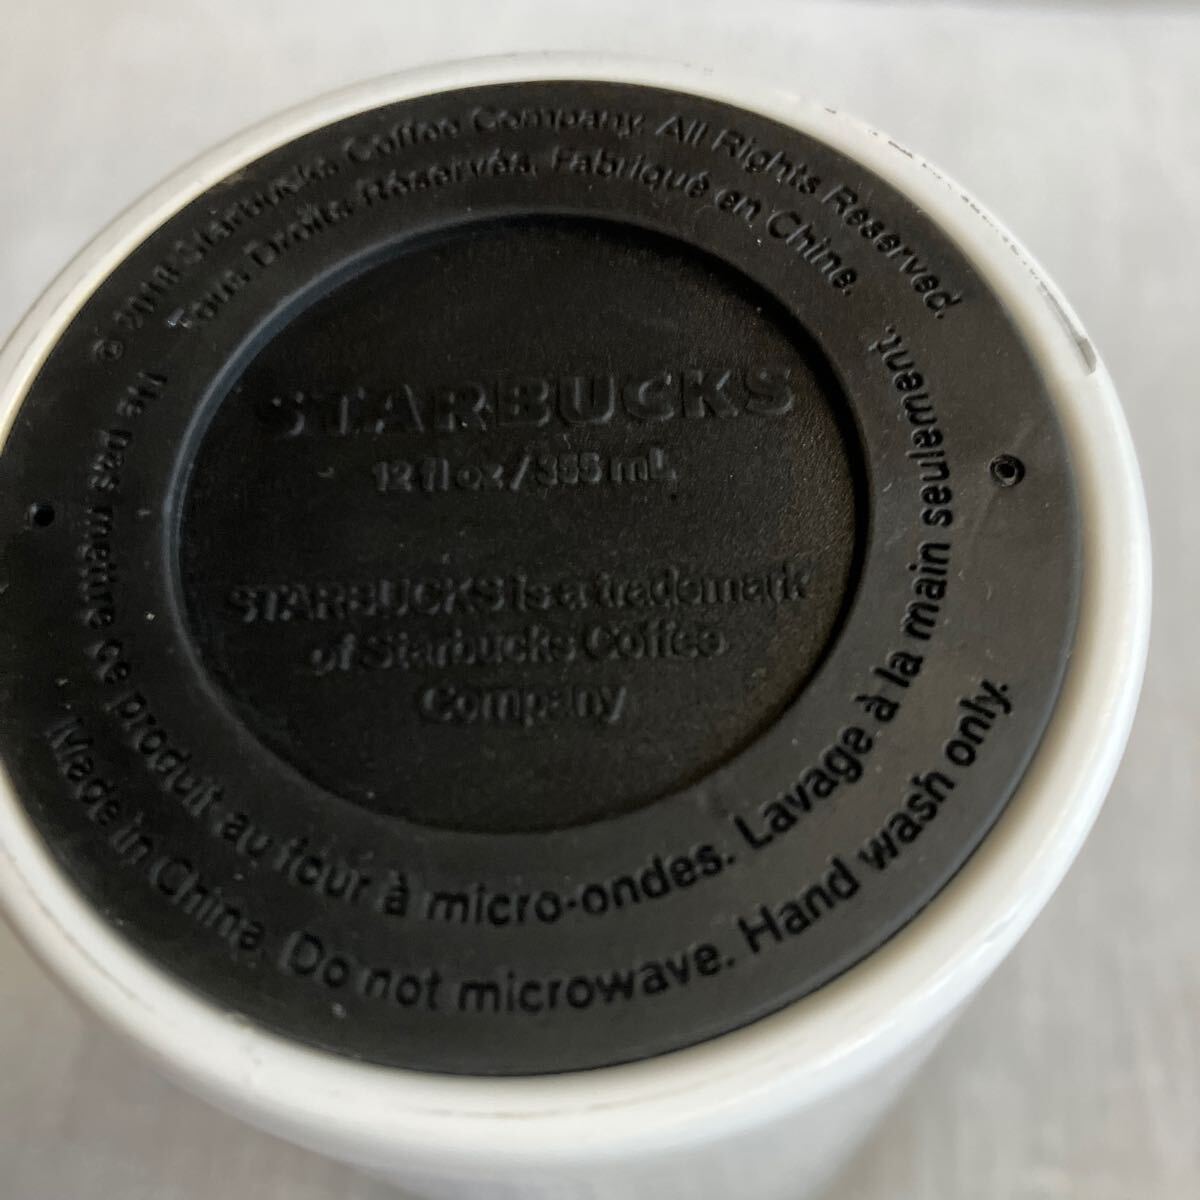 © Starbucks Coffee Company. All Rights Reserved.
Tous Droits Réservés. Fabriqué en Chine.
STARBUCKS
12 fl oz / 355 mL
STARBUCKS is a trademark
of Starbucks Coffee
Company
Ne pas mettre ce produit au four à micro-ondes. Lavage à la main seulement.
Made in China. Do not microwave. Hand wash only.